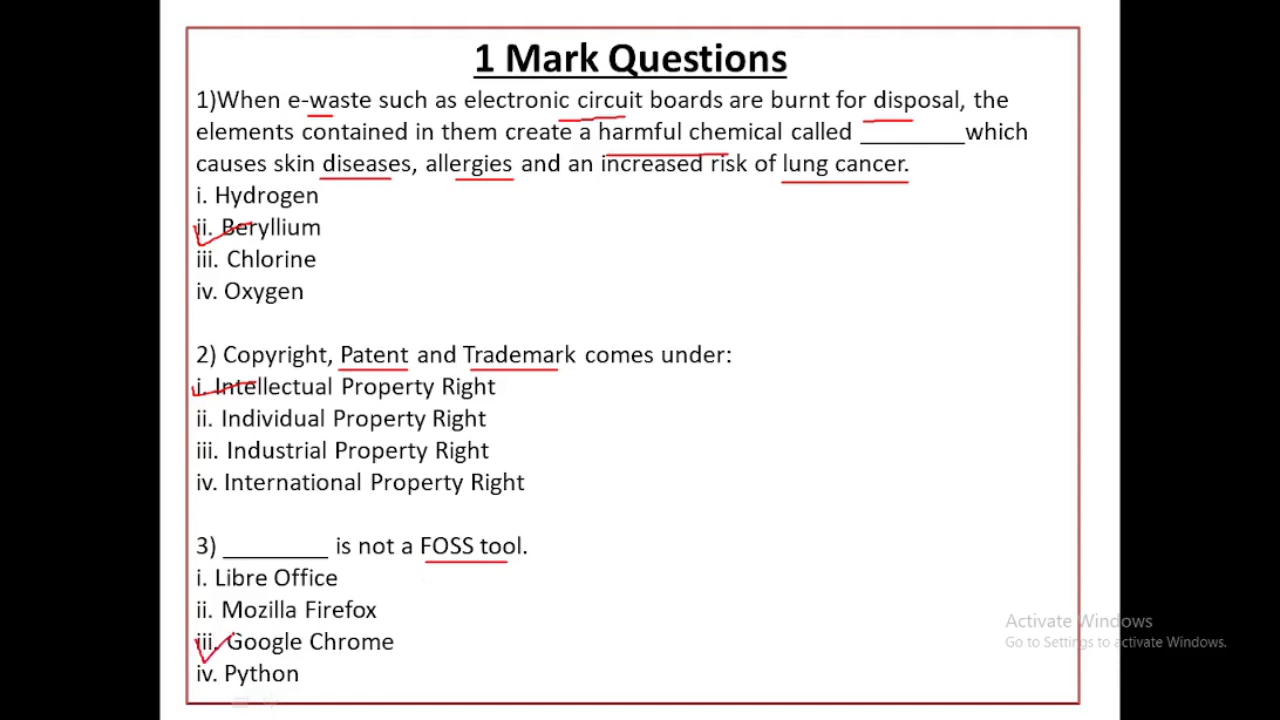 1 Mark Questions
1)When e-waste such as electronic circuit boards are burnt for disposal, the
elements contained in them create a harmful chemical called ________which
causes skin diseases, allergies and an increased risk of lung cancer.
i. Hydrogen
ii. Beryllium
iii. Chlorine
iv. Oxygen
2) Copyright, Patent and Trademark comes under:
i. Intellectual Property Right
ii. Individual Property Right
iii. Industrial Property Right
iv. International Property Right
3) ________ is not a FOSS tool.
i. Libre Office
ii. Mozilla Firefox
iii. Google Chrome
iv. Python
Activate Windows
Go to Settings to activate Windows.